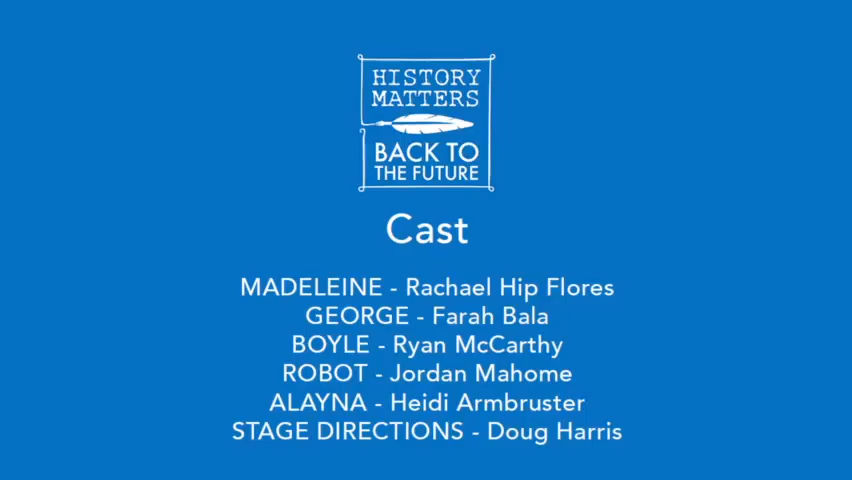 HISTORY
MATTERS
BACK TO
THE FUTURE
Cast
MADELEINE - Rachael Hip Flores
GEORGE - Farah Bala
BOYLE - Ryan McCarthy
ROBOT - Jordan Mahome
ALAYNA - Heidi Armbruster
STAGE DIRECTIONS - Doug Harris